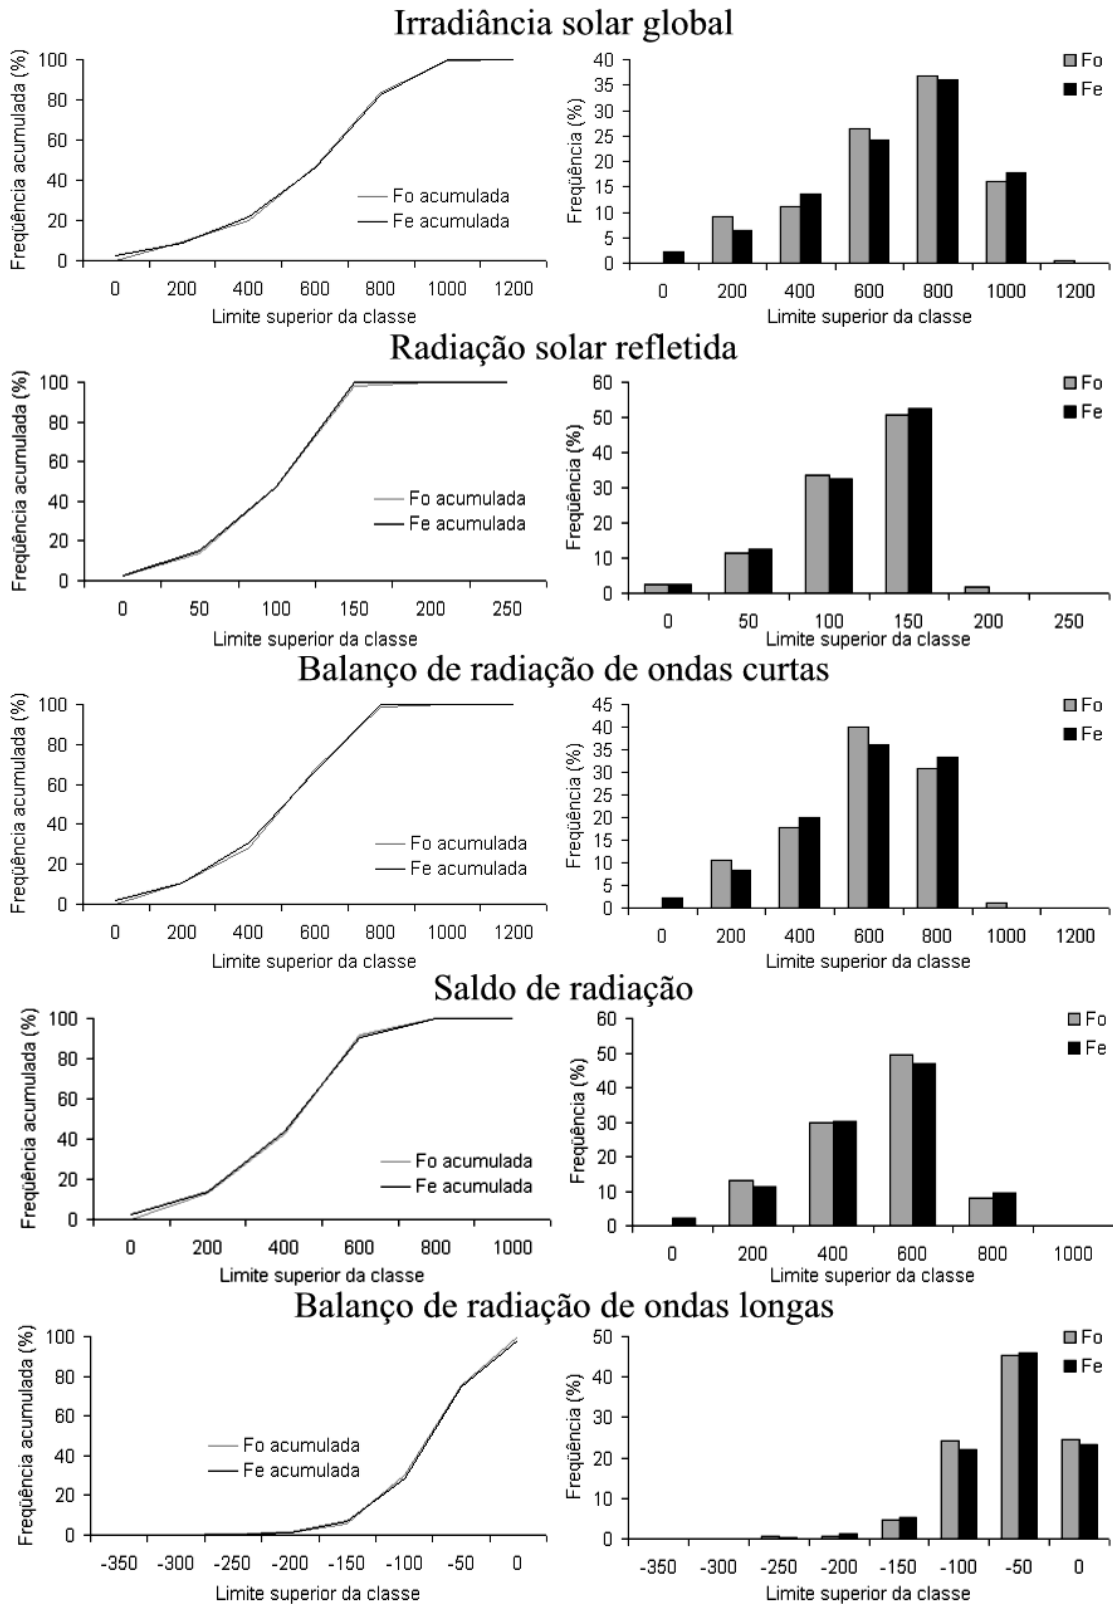 Irradiância solar global
Freqüência acumulada (%)
100
80
60
40
20
0
Fo acumulada
Fe acumulada
0 200 400 600 800 1000 1200
Limite superior da classe
Freqüência (%)
40
35
30
25
20
15
10
5
0
Fo
Fe
0 200 400 600 800 1000 1200
Limite superior da classe
Radiação solar refletida
Freqüência acumulada (%)
100
80
60
40
20
0
Fo acumulada
Fe acumulada
0 50 100 150 200 250
Limite superior da classe
Freqüência (%)
60
50
40
30
20
10
0
Fo
Fe
0 50 100 150 200 250
Limite superior da classe
Balanço de radiação de ondas curtas
Freqüência acumulada (%)
100
80
60
40
20
0
Fo acumulada
Fe acumulada
0 200 400 600 800 1000 1200
Limite superior da classe
Freqüência (%)
45
40
35
30
25
20
15
10
5
0
Fo
Fe
0 200 400 600 800 1000 1200
Limite superior da classe
Saldo de radiação
Freqüência acumulada (%)
100
80
60
40
20
0
Fo acumulada
Fe acumulada
0 200 400 600 800 1000
Limite superior da classe
Freqüência (%)
60
50
40
30
20
10
0
Fo
Fe
0 200 400 600 800 1000
Limite superior da classe
Balanço de radiação de ondas longas
Freqüência acumulada (%)
100
80
60
40
20
0
Fo acumulada
Fe acumulada
-350 -300 -250 -200 -150 -100 -50 0
Limite superior da classe
Freqüência (%)
50
40
30
20
10
0
Fo
Fe
-350 -300 -250 -200 -150 -100 -50 0
Limite superior da classe